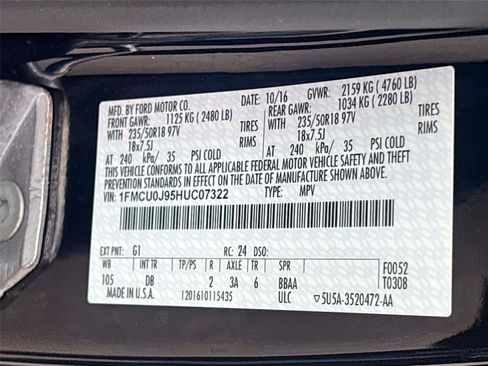 MFD. BY FORD MOTOR CO. 10/16 GVWR: 2159 KG ( 4760 LB)
FRONT GAWR: 1125 KG ( 2480 LB) REAR GAWR: 1034 KG ( 2280 LB)
WITH WITH
235/50R18 97V TIRES 235/50R18 97V TIRES
18x7.5J RIMS 18x7.5J RIMS
AT 240 kPa/ 35 PSI COLD AT 240 kPa/ 35 PSI COLD
THIS VEHICLE CONFORMS TO ALL APPLICABLE FEDERAL MOTOR VEHICLE SAFETY AND THEFT PREVENTION STANDARDS IN EFFECT ON THE DATE OF MANUFACTURE SHOWN ABOVE.
VIN: 1FMCU0J95HUC07322 TYPE: MPV
EXT PNT: G1 RC: 24 DSO: F0052
WB INT TR TP/PS R AXLE TR SPR T0308
105 DB 2 3A 6 BBAA
MADE IN U.S.A. 1201610115435 ULC 5U5A-3520472-AA